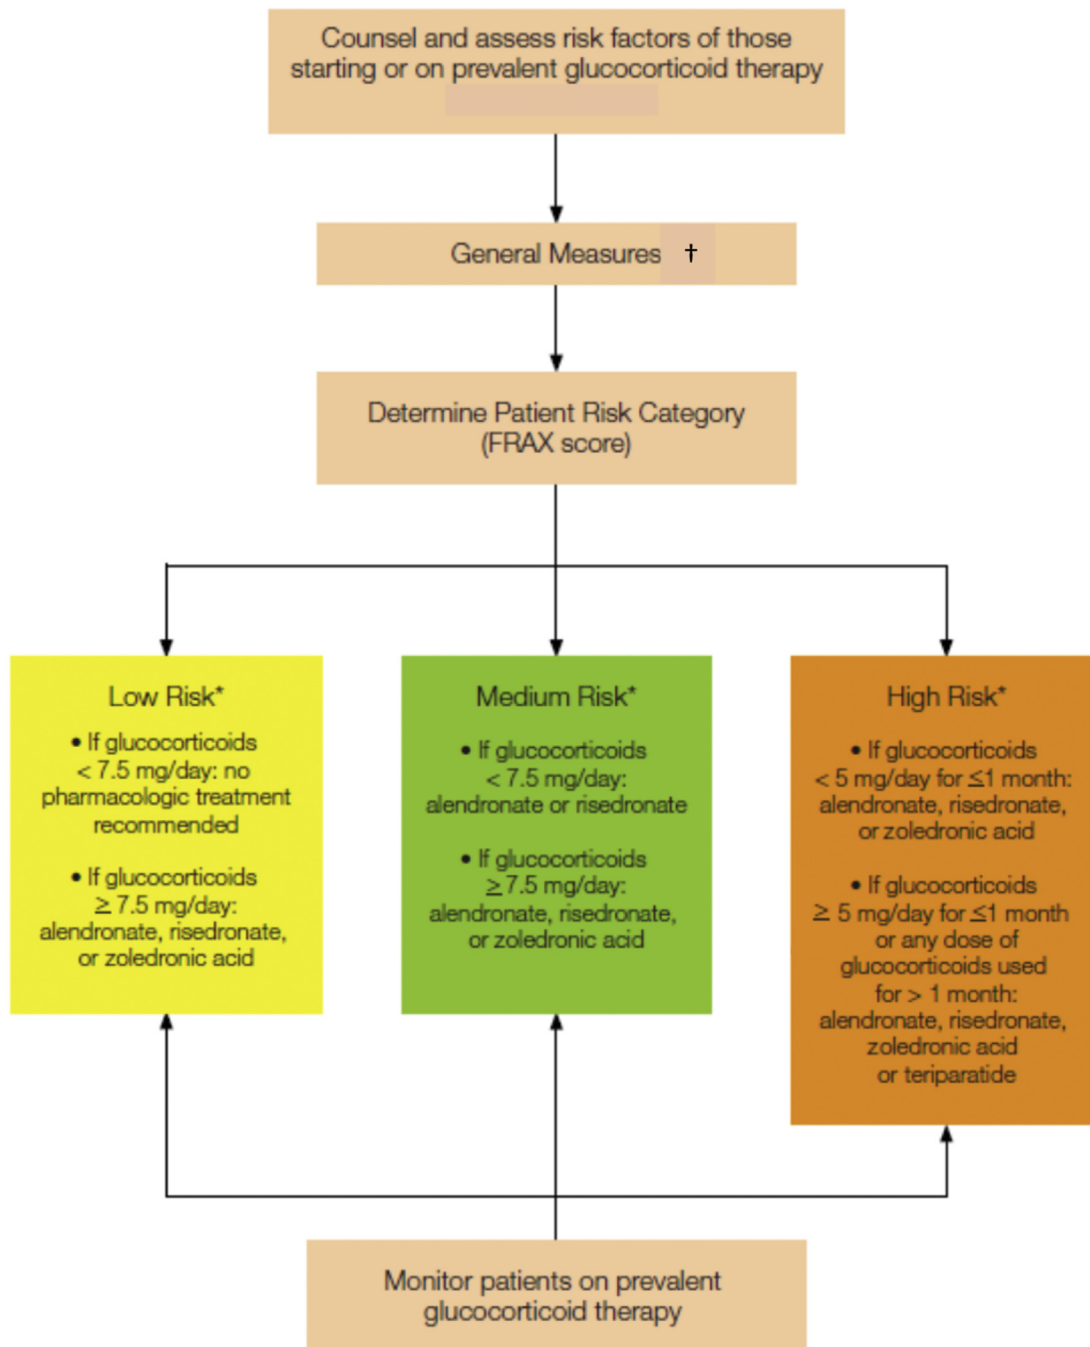 Counsel and assess risk factors of those
starting or on prevalent glucocorticoid therapy
General Measures †
Determine Patient Risk Category
(FRAX score)
Low Risk*
• If glucocorticoids
< 7.5 mg/day: no
pharmacologic treatment
recommended
• If glucocorticoids
≥ 7.5 mg/day:
alendronate, risedronate,
or zoledronic acid
Medium Risk*
• If glucocorticoids
< 7.5 mg/day:
alendronate or risedronate
• If glucocorticoids
≥ 7.5 mg/day:
alendronate, risedronate,
or zoledronic acid
High Risk*
• If glucocorticoids
< 5 mg/day for ≤1 month:
alendronate, risedronate,
or zoledronic acid
• If glucocorticoids
≥ 5 mg/day for ≤1 month
or any dose of
glucocorticoids used
for > 1 month:
alendronate, risedronate,
zoledronic acid
or teriparatide
Monitor patients on prevalent
glucocorticoid therapy